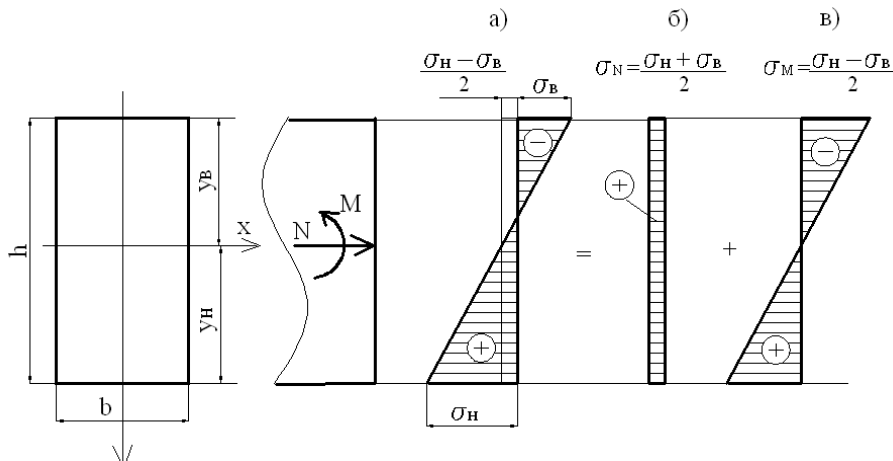 а) б) в)
σн − σв / 2 σв σN = σн + σв / 2 σM = σн − σв / 2
−
−
yв
+
M
x
N
h
=
+
yн
+
+
b
σн